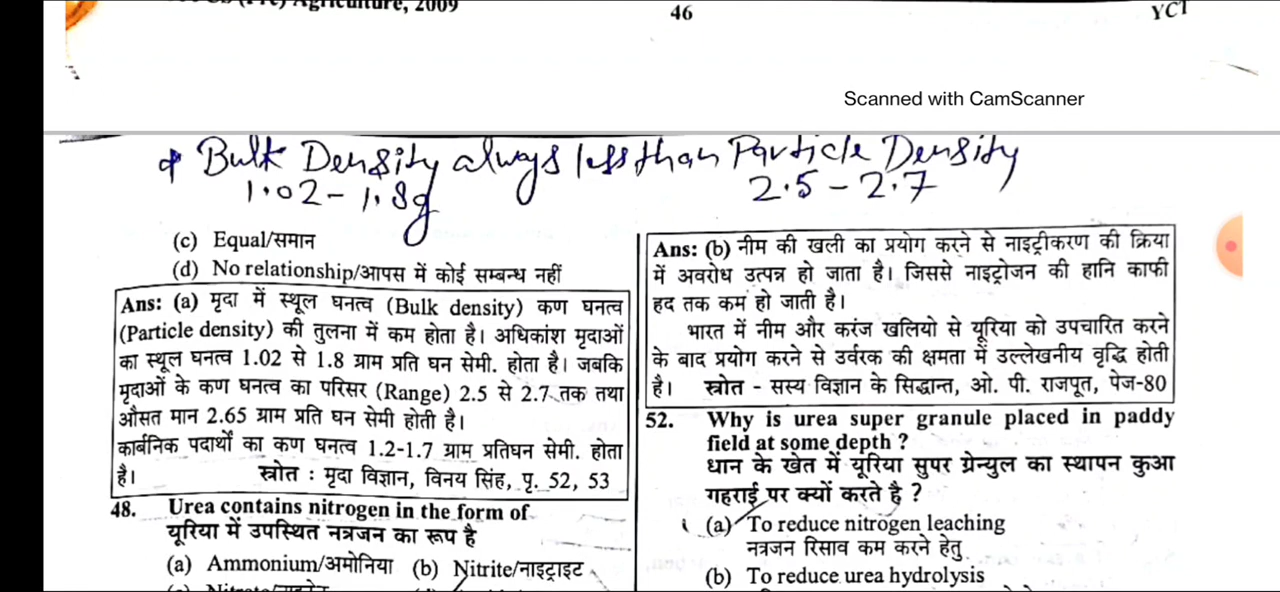 Agriculture, 2009
46
YCT
Scanned with CamScanner
Bulk Density always less than Particle Density
1.02 - 1.8g 2.5 - 2.7
(c) Equal/समान
(d) No relationship/आपस में कोई सम्बन्ध नहीं
Ans: (a) मृदा में स्थूल घनत्व (Bulk density) कण घनत्व
(Particle density) की तुलना में कम होता है। अधिकांश मृदाओं
का स्थूल घनत्व 1.02 से 1.8 ग्राम प्रति घन सेमी. होता है। जबकि
मृदाओं के कण घनत्व का परिसर (Range) 2.5 से 2.7 तक तथा
औसत मान 2.65 ग्राम प्रति घन सेमी होती है।
कार्बनिक पदार्थों का कण घनत्व 1.2-1.7 ग्राम प्रतिघन सेमी. होता
है। स्त्रोत : मृदा विज्ञान, विनय सिंह, पृ. 52, 53
48. Urea contains nitrogen in the form of
यूरिया में उपस्थित नत्रजन का रूप है
(a) Ammonium/अमोनिया (b) Nitrite/नाइट्राइट
Ans: (b) नीम की खली का प्रयोग करने से नाइट्रीकरण की क्रिया
में अवरोध उत्पन्न हो जाता है। जिससे नाइट्रोजन की हानि काफी
हद तक कम हो जाती है।
भारत में नीम और करंज खलियो से यूरिया को उपचारित करने
के बाद प्रयोग करने से उर्वरक की क्षमता में उल्लेखनीय वृद्धि होती
है। स्त्रोत - सस्य विज्ञान के सिद्धान्त, ओ. पी. राजपूत, पेज-80
52. Why is urea super granule placed in paddy
field at some depth ?
धान के खेत में यूरिया सुपर ग्रेन्युल का स्थापन कुआ
गहराई पर क्यों करते है ?
(a) To reduce nitrogen leaching
नत्रजन रिसाव कम करने हेतु
(b) To reduce urea hydrolysis